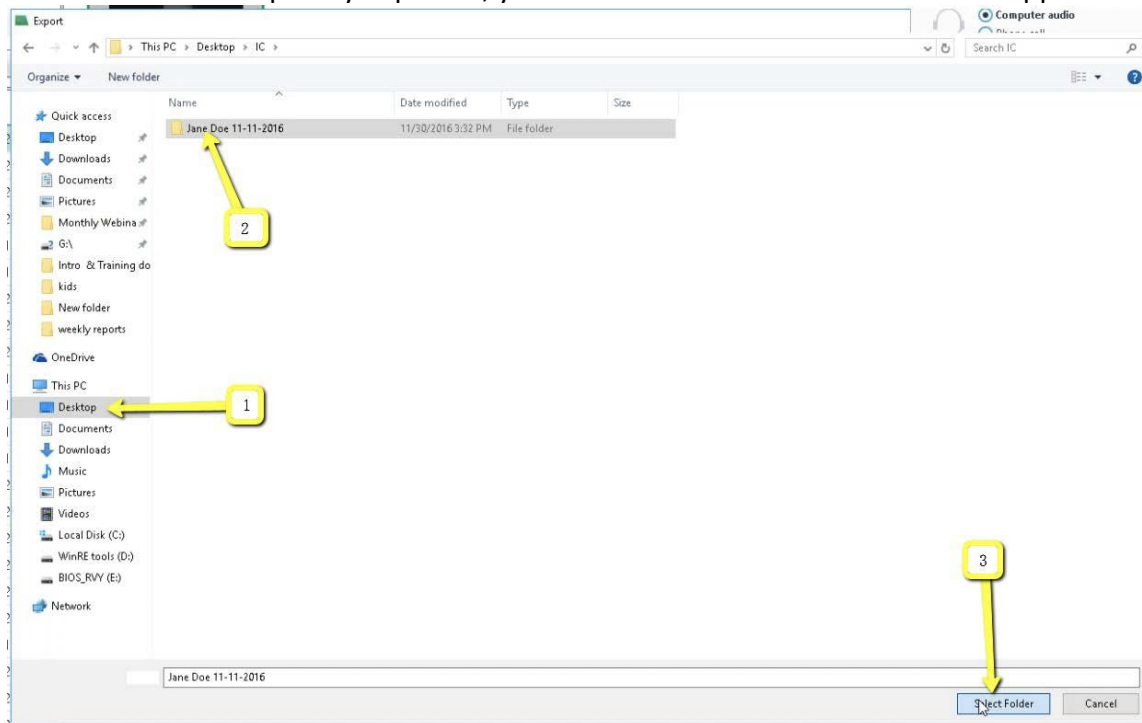 Export
Computer audio
This PC > Desktop > IC >
Search IC
Organize
New folder
Name
Date modified
Type
Size
Jane Doe 11-11-2016
11/30/2016 3:32 PM
File folder
Quick access
Desktop
Downloads
Documents
Pictures
Monthly Webina
G:\
Intro & Training do
kids
New folder
weekly reports
OneDrive
This PC
Desktop
Documents
Downloads
Music
Pictures
Videos
Local Disk (C:)
WinRE tools (D:)
BIOS_RVY (E:)
Network
2
1
3
Jane Doe 11-11-2016
Select Folder
Cancel